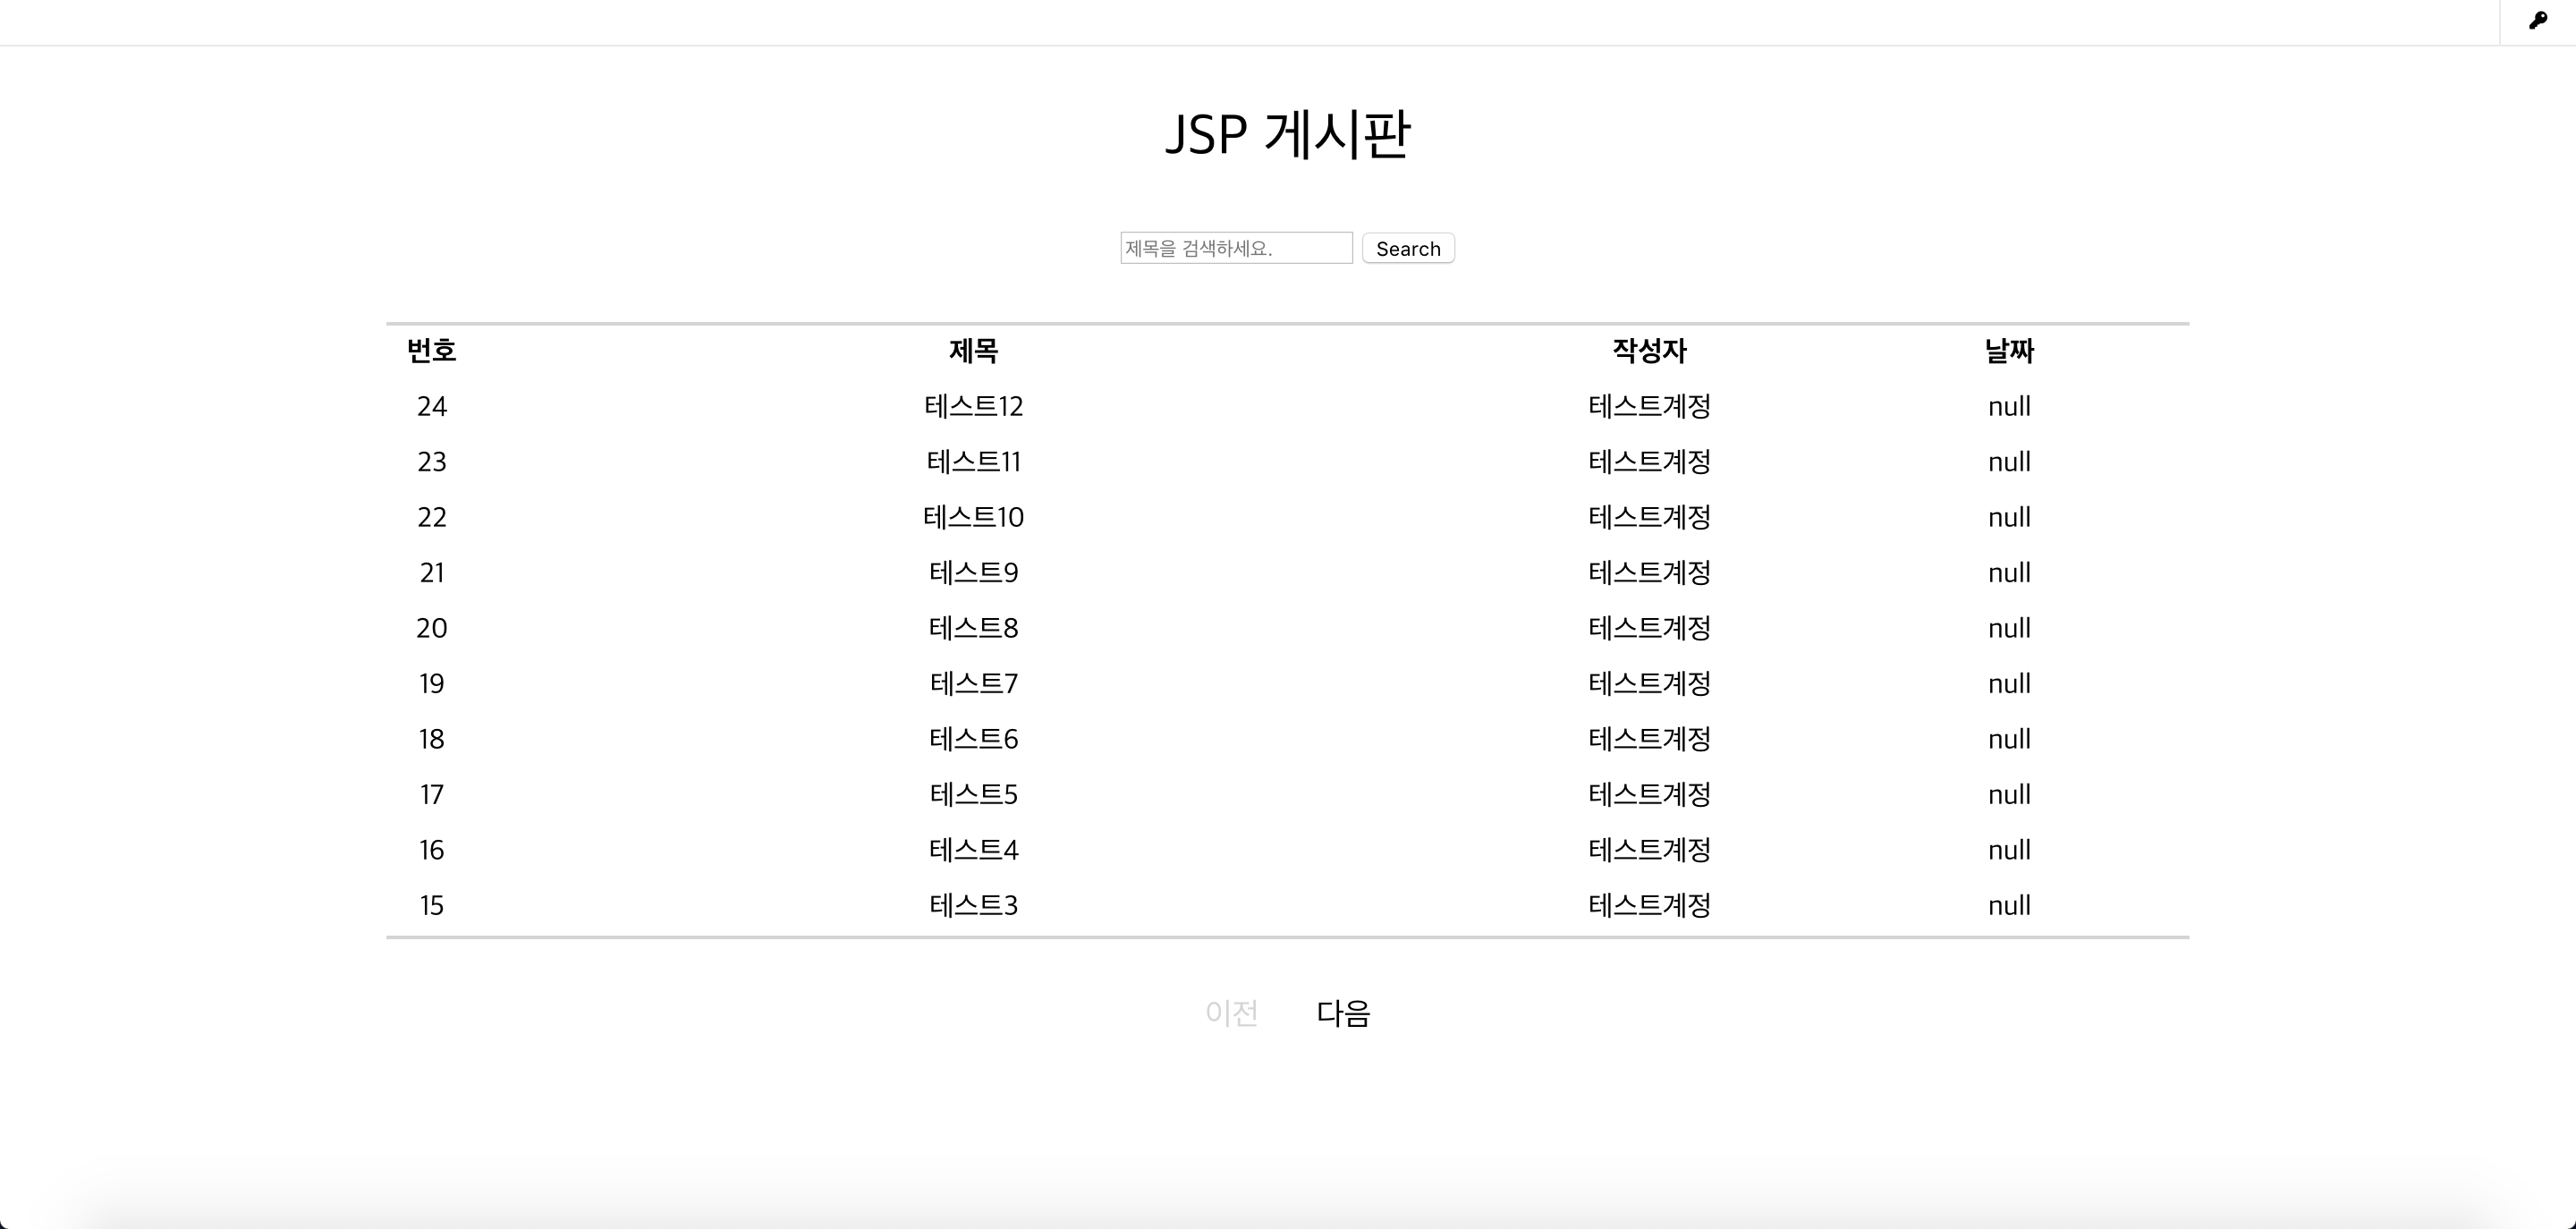 JSP 게시판
제목을 검색하세요. Search
번호 제목 작성자 날짜
24 테스트12 테스트계정 null
23 테스트11 테스트계정 null
22 테스트10 테스트계정 null
21 테스트9 테스트계정 null
20 테스트8 테스트계정 null
19 테스트7 테스트계정 null
18 테스트6 테스트계정 null
17 테스트5 테스트계정 null
16 테스트4 테스트계정 null
15 테스트3 테스트계정 null
이전 다음